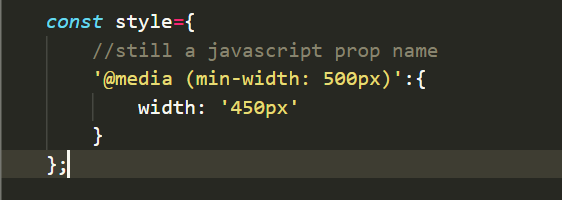 const style={
//still a javascript prop name
'@media (min-width: 500px)':{
width: '450px'
}
};